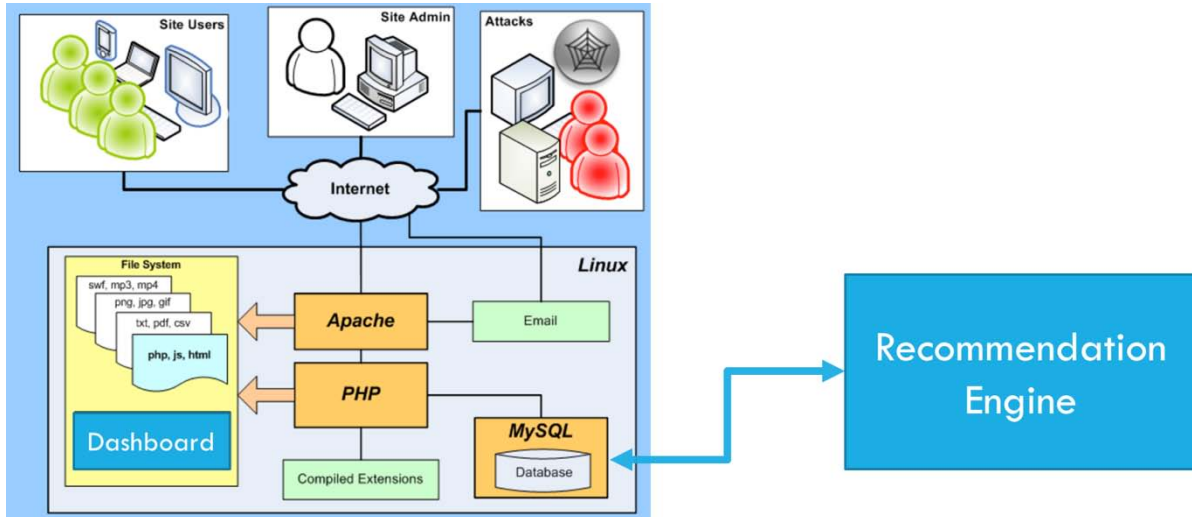 Site Users
Site Admin
Attacks
Internet
Linux
File System
swf, mp3, mp4
png, jpg, gif
txt, pdf, csv
php, js, html
Dashboard
Apache
Email
PHP
MySQL
Database
Compiled Extensions
Recommendation
Engine